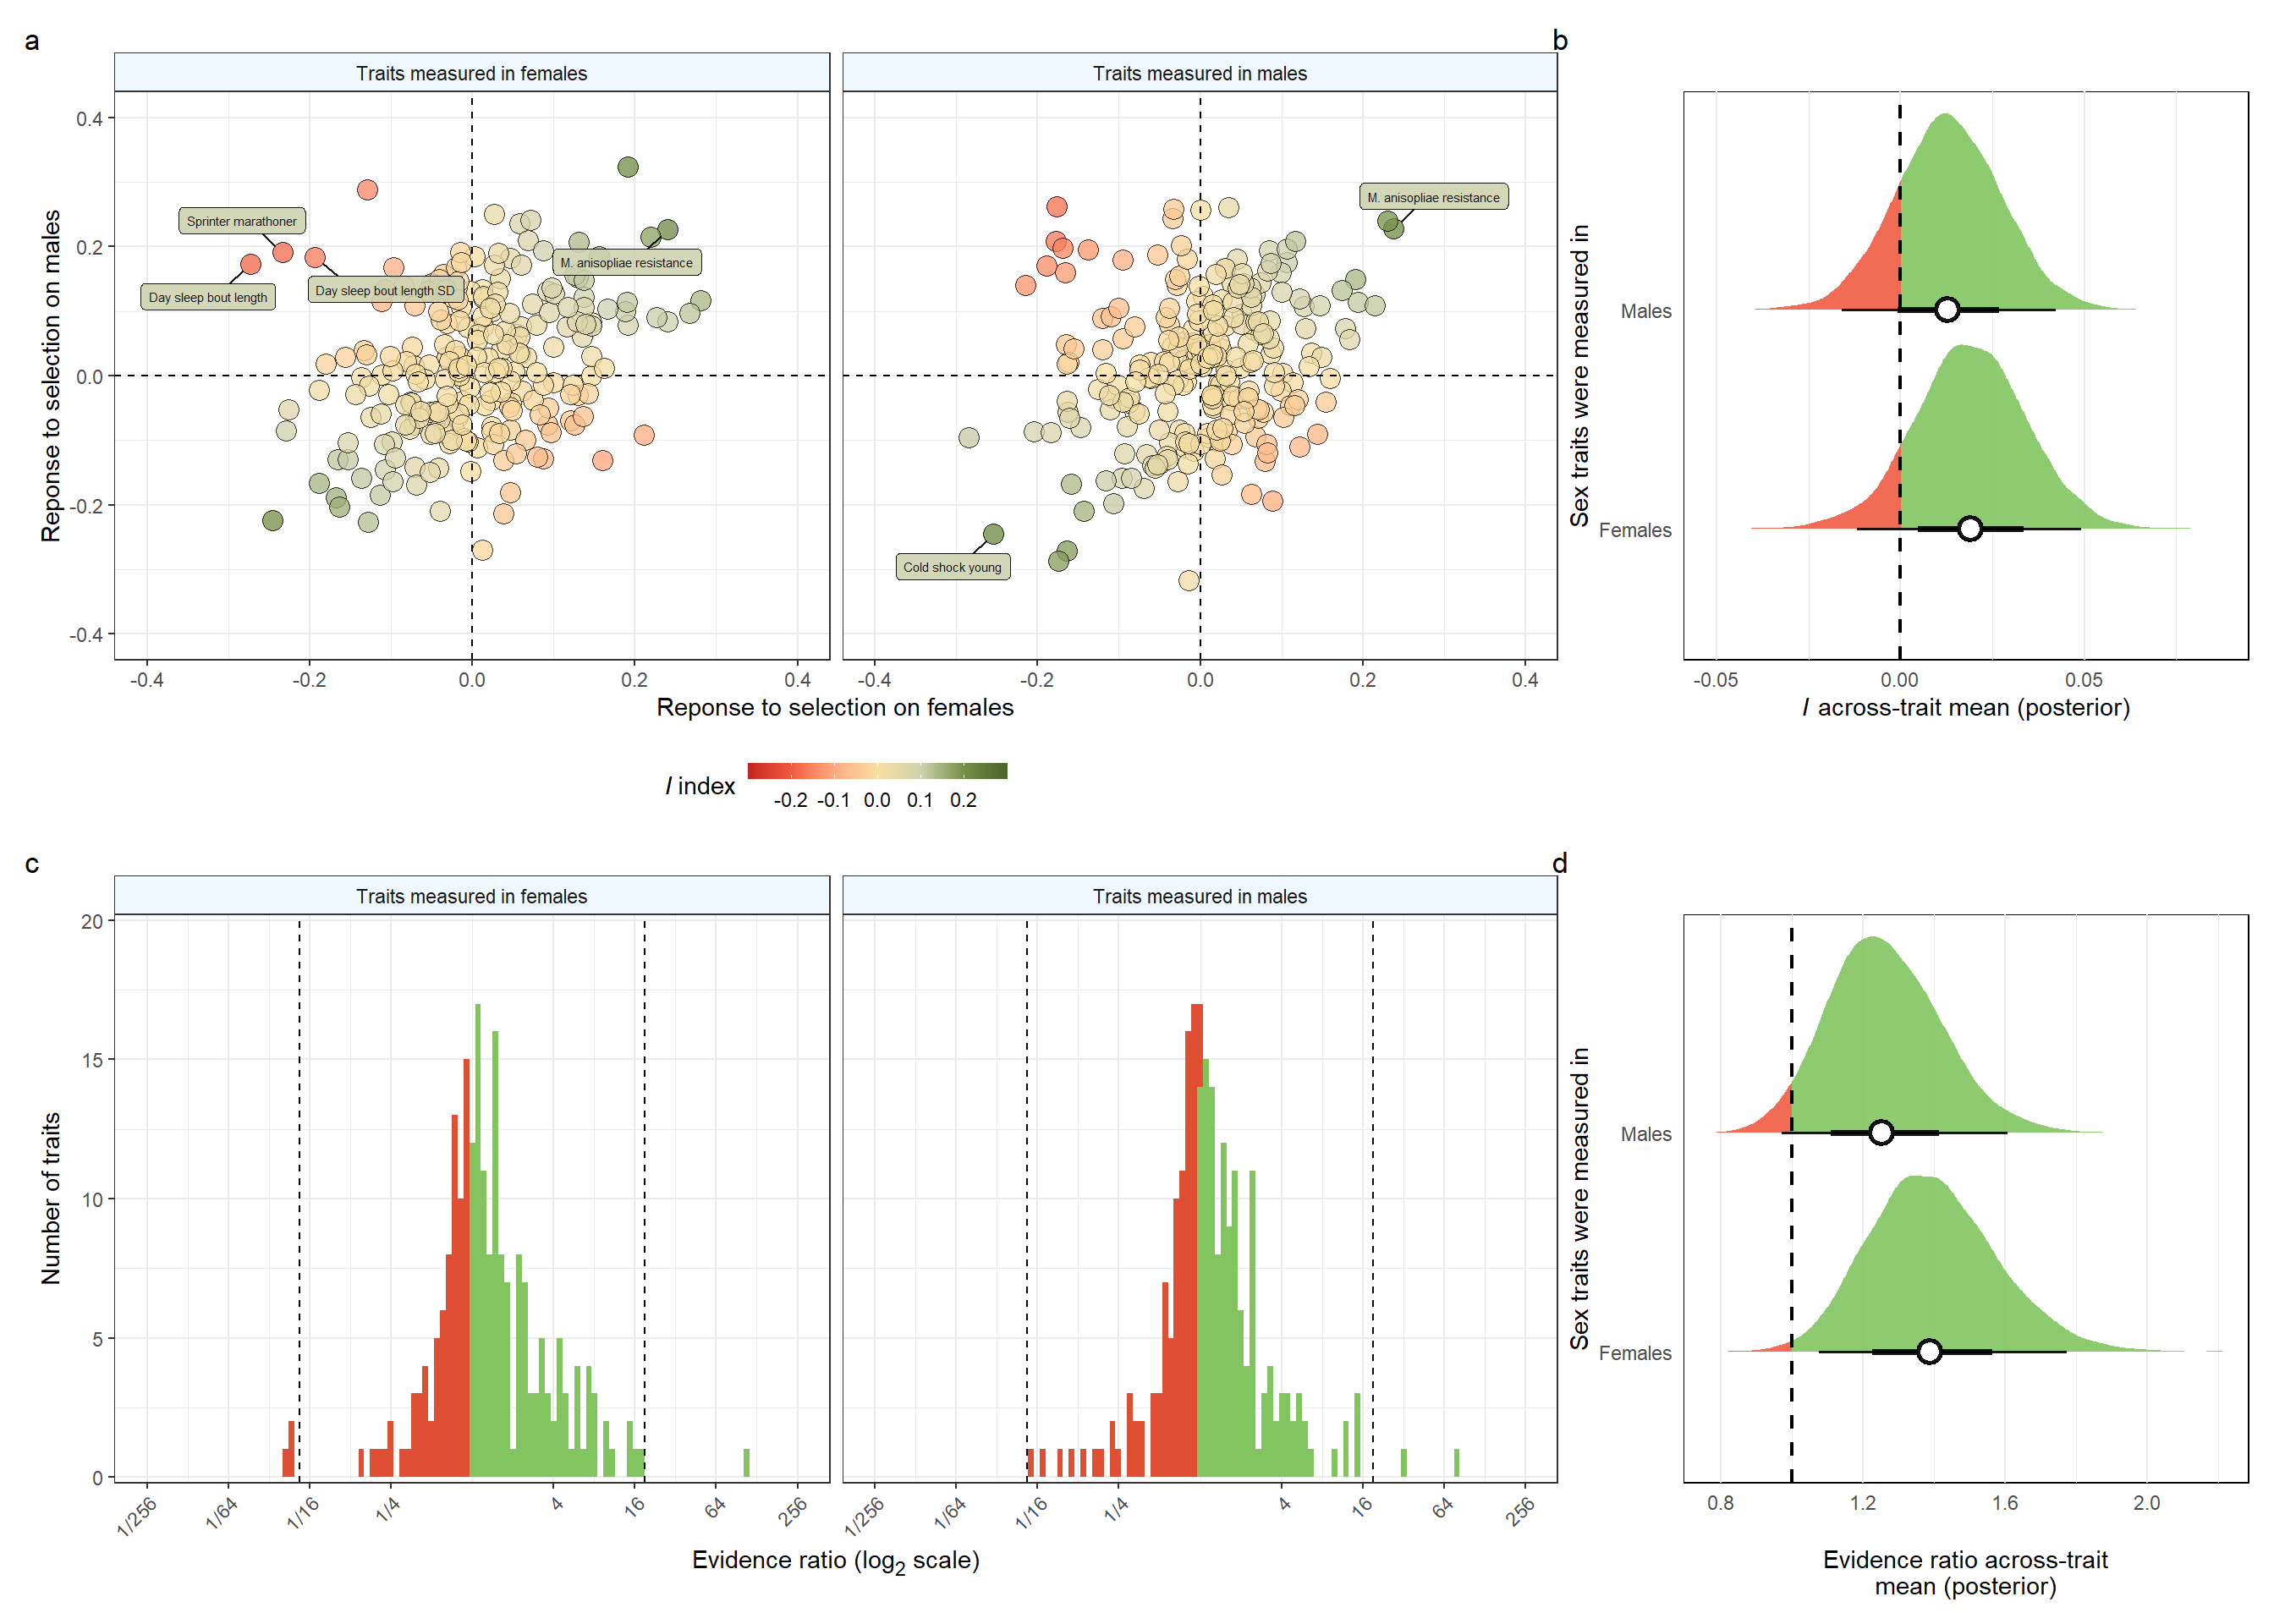 a
Traits measured in females
Traits measured in males
Reponse to selection on males
0.4
0.2
0.0
-0.2
-0.4
Sprinter marathoner
Day sleep bout length
Day sleep bout length SD
M. anisopliae resistance
M. anisopliae resistance
Cold shock young
-0.4
-0.2
0.0
0.2
0.4
-0.4
-0.2
0.0
0.2
0.4
Reponse to selection on females
I index
-0.2
-0.1
0.0
0.1
0.2
b
Sex traits were measured in
Males
Females
-0.05
0.00
0.05
I across-trait mean (posterior)
c
Traits measured in females
Traits measured in males
Number of traits
20
15
10
5
0
1/256
1/64
1/16
1/4
4
16
64
256
1/256
1/64
1/16
1/4
4
16
64
256
Evidence ratio (log2 scale)
d
Sex traits were measured in
Males
Females
0.8
1.2
1.6
2.0
Evidence ratio across-trait
mean (posterior)